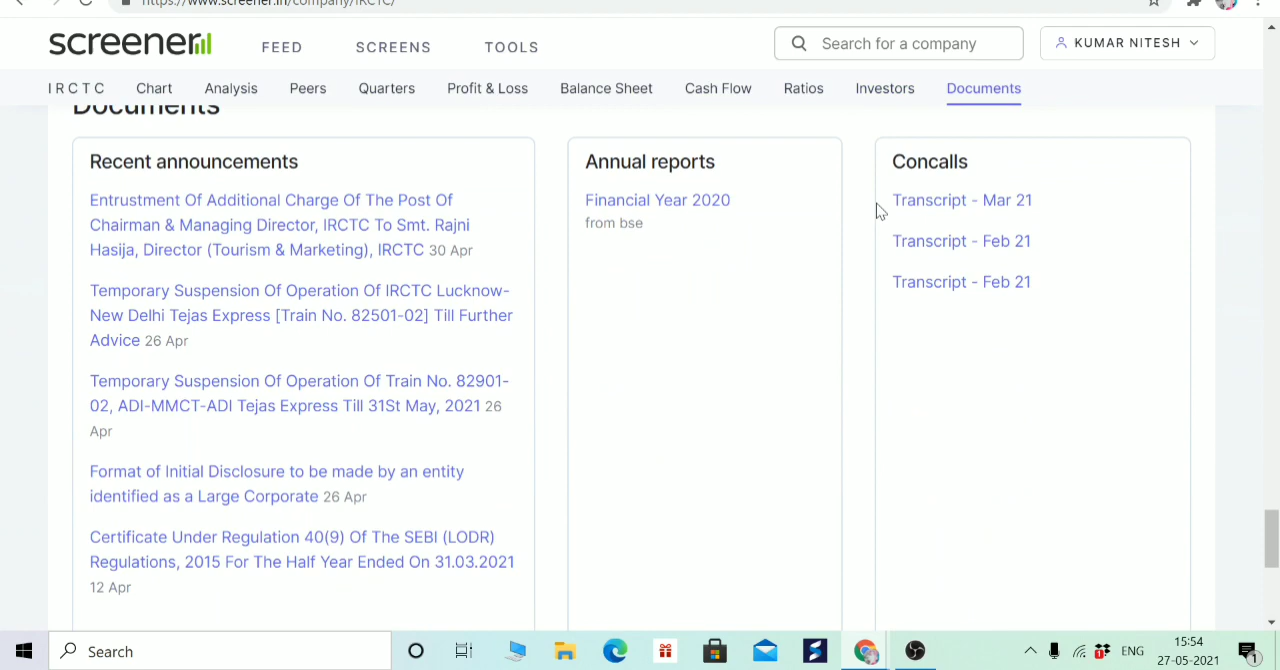 https://www.screener.in/company/IRCTC/
screener
FEED
SCREENS
TOOLS
Search for a company
KUMAR NITESH
I R C T C
Chart
Analysis
Peers
Quarters
Profit & Loss
Balance Sheet
Cash Flow
Ratios
Investors
Documents
Documents
Recent announcements
Entrustment Of Additional Charge Of The Post Of
Chairman & Managing Director, IRCTC To Smt. Rajni
Hasija, Director (Tourism & Marketing), IRCTC 30 Apr
Temporary Suspension Of Operation Of IRCTC Lucknow-
New Delhi Tejas Express [Train No. 82501-02] Till Further
Advice 26 Apr
Temporary Suspension Of Operation Of Train No. 82901-
02, ADI-MMCT-ADI Tejas Express Till 31St May, 2021 26
Apr
Format of Initial Disclosure to be made by an entity
identified as a Large Corporate 26 Apr
Certificate Under Regulation 40(9) Of The SEBI (LODR)
Regulations, 2015 For The Half Year Ended On 31.03.2021
12 Apr
Annual reports
Financial Year 2020
from bse
Concalls
Transcript - Mar 21
Transcript - Feb 21
Transcript - Feb 21
Search
ENG
15:54
27-05-2021
1